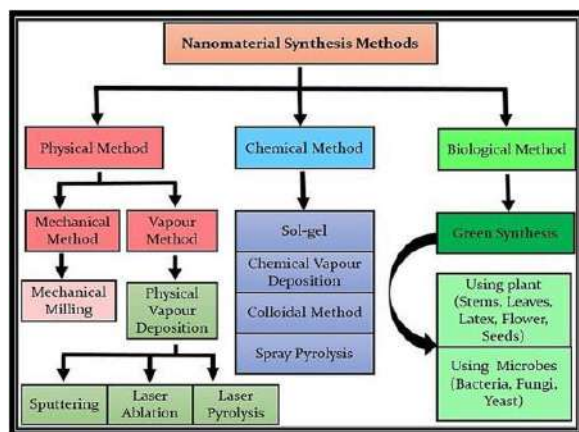 Nanomaterial Synthesis Methods
Physical Method
Chemical Method
Biological Method
Mechanical
Method
Vapour
Method
Mechanical
Milling
Physical
Vapour
Deposition
Sputtering
Laser
Ablation
Laser
Pyrolysis
Sol-gel
Chemical Vapour
Deposition
Colloidal Method
Spray Pyrolysis
Green Synthesis
Using plant
(Stems. Leaves,
Latex, Flower,
Seeds)
Using Microbes
(Bacteria, Fungi,
Yeast)